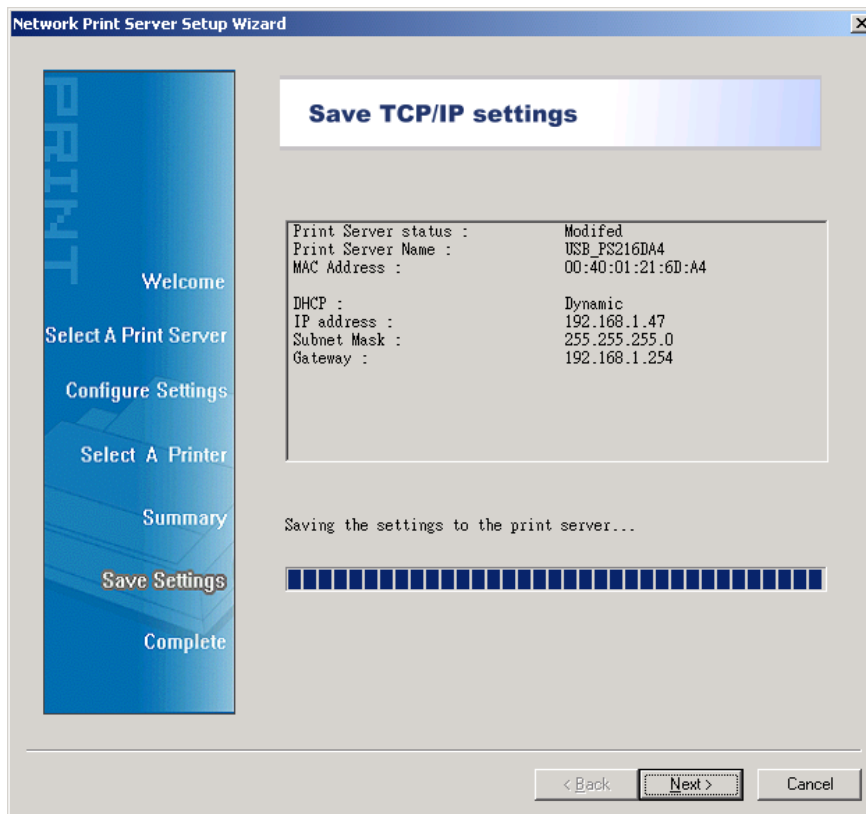 Network Print Server Setup Wizard
PRINT
Welcome
Select A Print Server
Configure Settings
Select A Printer
Summary
Save Settings
Complete
Save TCP/IP settings
Print Server status : Modifed
Print Server Name : USB_PS216DA4
MAC Address : 00:40:01:21:6D:A4
DHCP : Dynamic
IP address : 192.168.1.47
Subnet Mask : 255.255.255.0
Gateway : 192.168.1.254
Saving the settings to the print server...
< Back Next > Cancel